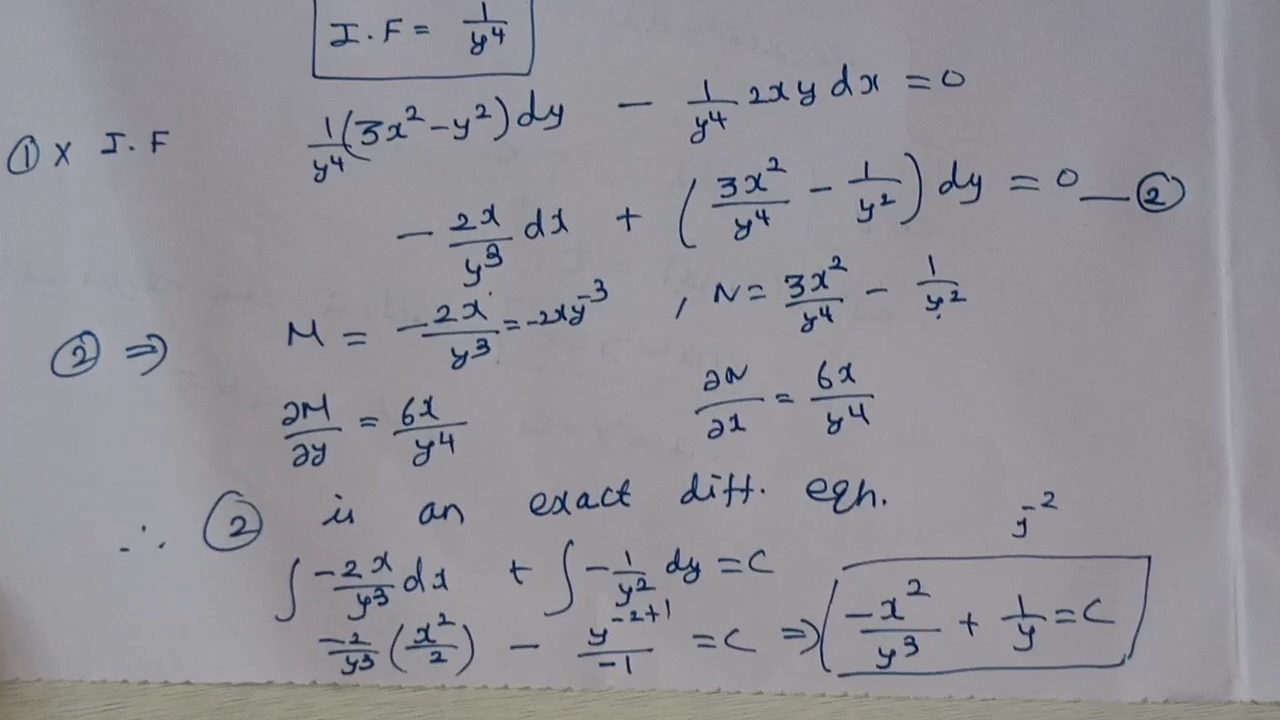 I.F = 1/y⁴
① × I.F 1/y⁴(3x² - y²) dy - 1/y⁴ 2xy dx = 0
- 2x/y³ dx + (3x²/y⁴ - 1/y²) dy = 0 — ②
② ⇒ M = -2x/y³ = -2xy⁻³ , N = 3x²/y⁴ - 1/y²
∂M/∂y = 6x/y⁴ ∂N/∂x = 6x/y⁴
∴ ② is an exact diff. eqn.
y⁻²
∫ -2x/y³ dx + ∫ -1/y² dy = C
-2/y³ (x²/2) - y⁻²⁺¹/-1 = C ⇒ -x²/y³ + 1/y = C